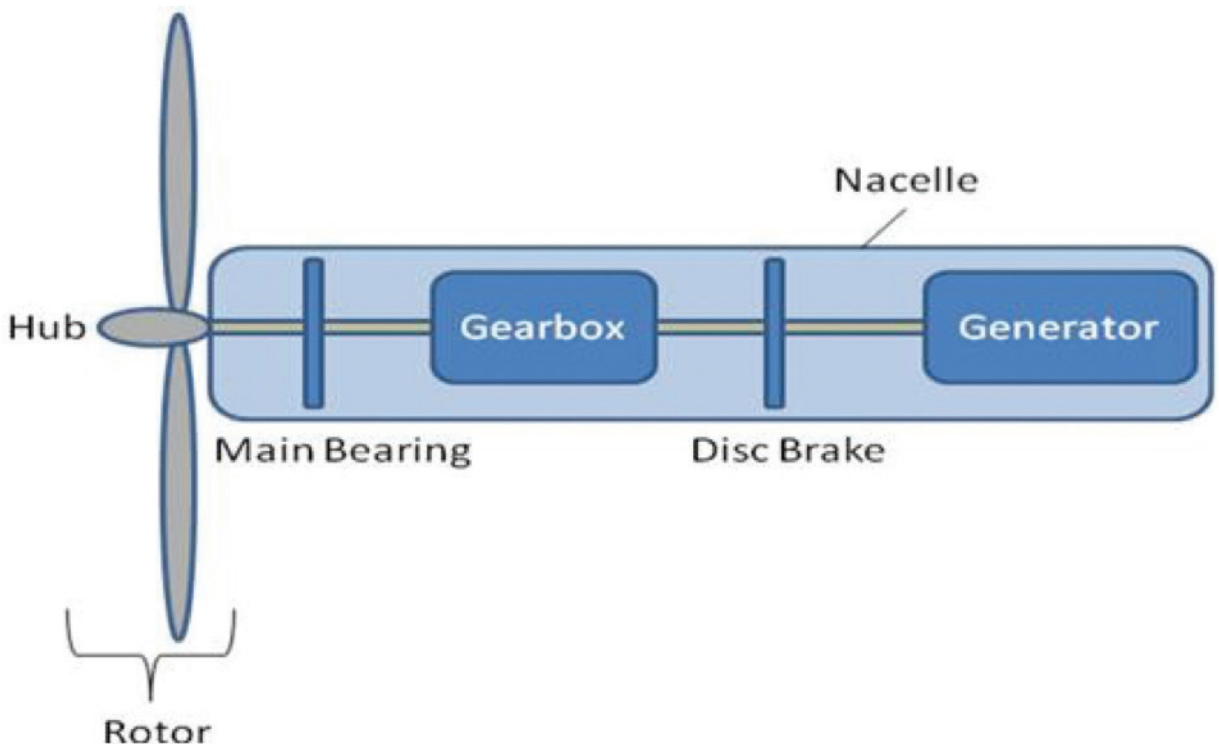 Nacelle
Hub
Gearbox
Generator
Main Bearing
Disc Brake
Rotor